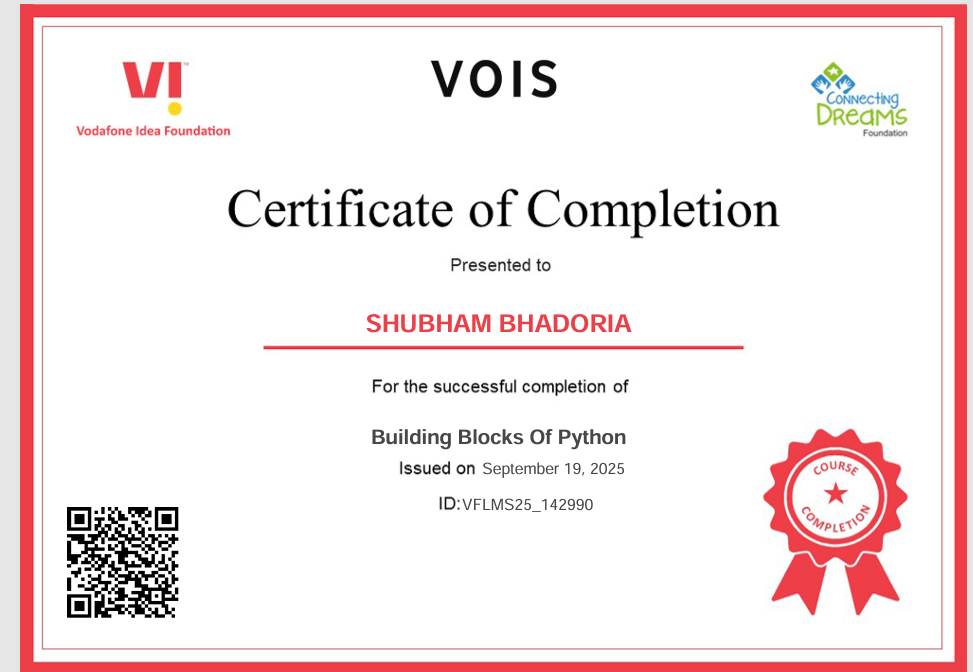 VI™
Vodafone Idea Foundation
VOIS
Connecting
Dreams
Foundation
Certificate of Completion
Presented to
SHUBHAM BHADORIA
For the successful completion of
Building Blocks Of Python
Issued on September 19, 2025
ID:VFLMS25_142990
COURSE
COMPLETION